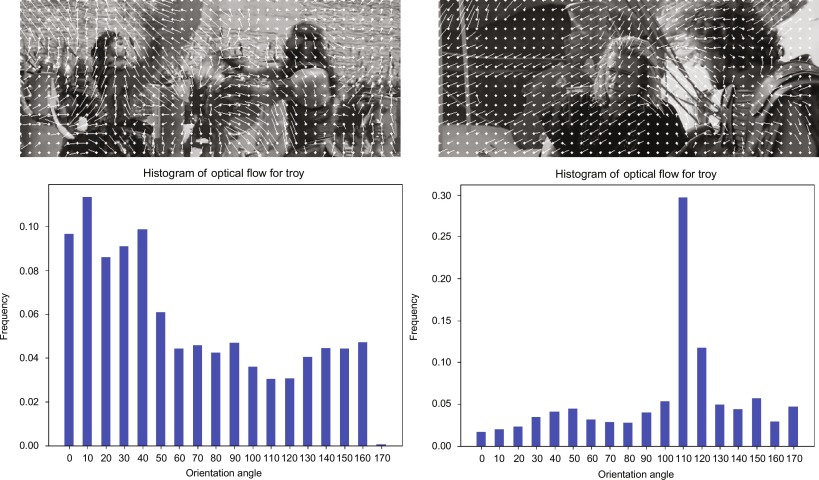 Histogram of optical flow for troy
Frequency
0.10
0.08
0.06
0.04
0.02
0.00
0 10 20 30 40 50 60 70 80 90 100 110 120 130 140 150 160 170
Orientation angle
Histogram of optical flow for troy
Frequency
0.30
0.25
0.20
0.15
0.10
0.05
0.00
0 10 20 30 40 50 60 70 80 90 100 110 120 130 140 150 160 170
Orientation angle